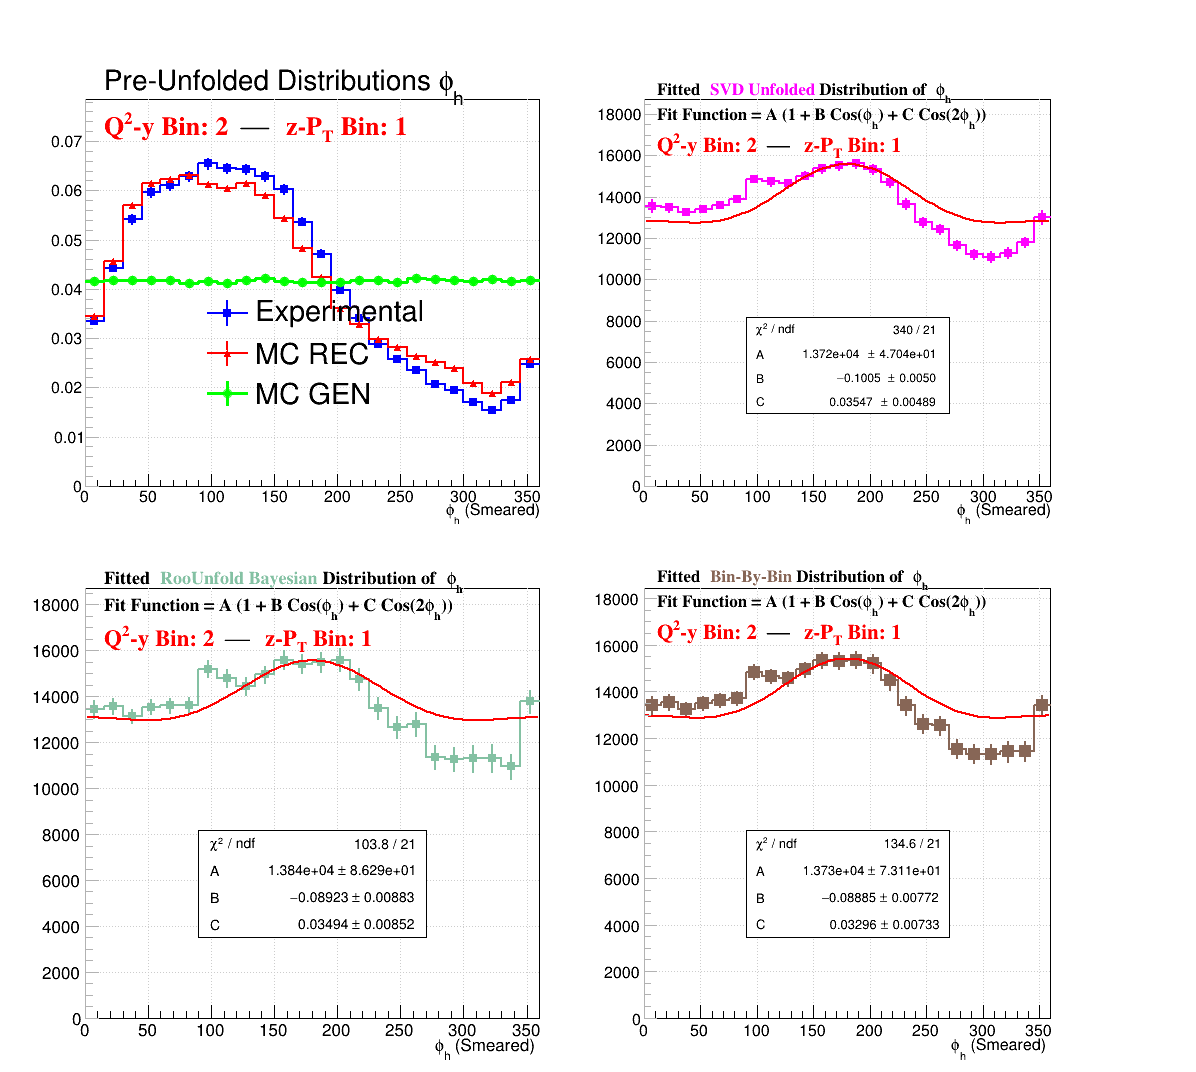 Pre-Unfolded Distributions ϕh
Q2-y Bin: 2 — z-PT Bin: 1
0.07
0.06
0.05
0.04
0.03
0.02
0.01
0
Experimental
MC REC
MC GEN
0 50 100 150 200 250 300 350
ϕh (Smeared)
Fitted SVD Unfolded Distribution of ϕh
Fit Function = A (1 + B Cos(ϕh) + C Cos(2ϕh))
Q2-y Bin: 2 — z-PT Bin: 1
18000
16000
14000
12000
10000
8000
6000
4000
2000
0
χ2 / ndf 340 / 21
A 1.372e+04 ± 4.704e+01
B −0.1005 ± 0.0050
C 0.03547 ± 0.00489
0 50 100 150 200 250 300 350
ϕh (Smeared)
Fitted RooUnfold Bayesian Distribution of ϕh
Fit Function = A (1 + B Cos(ϕh) + C Cos(2ϕh))
Q2-y Bin: 2 — z-PT Bin: 1
18000
16000
14000
12000
10000
8000
6000
4000
2000
0
χ2 / ndf 103.8 / 21
A 1.384e+04 ± 8.629e+01
B −0.08923 ± 0.00883
C 0.03494 ± 0.00852
0 50 100 150 200 250 300 350
ϕh (Smeared)
Fitted Bin-By-Bin Distribution of ϕh
Fit Function = A (1 + B Cos(ϕh) + C Cos(2ϕh))
Q2-y Bin: 2 — z-PT Bin: 1
18000
16000
14000
12000
10000
8000
6000
4000
2000
0
χ2 / ndf 134.6 / 21
A 1.373e+04 ± 7.311e+01
B −0.08885 ± 0.00772
C 0.03296 ± 0.00733
0 50 100 150 200 250 300 350
ϕh (Smeared)